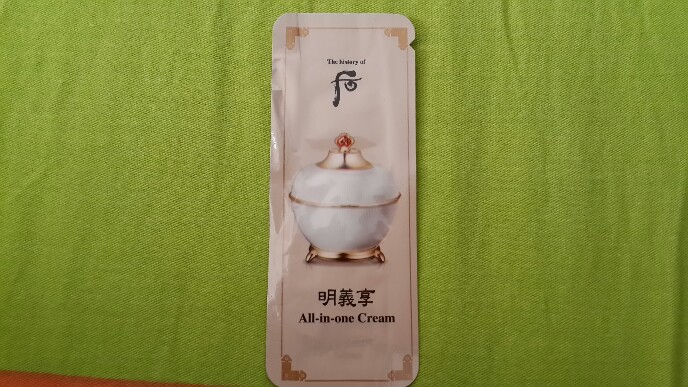 The history of
后
明義享
All-in-one Cream